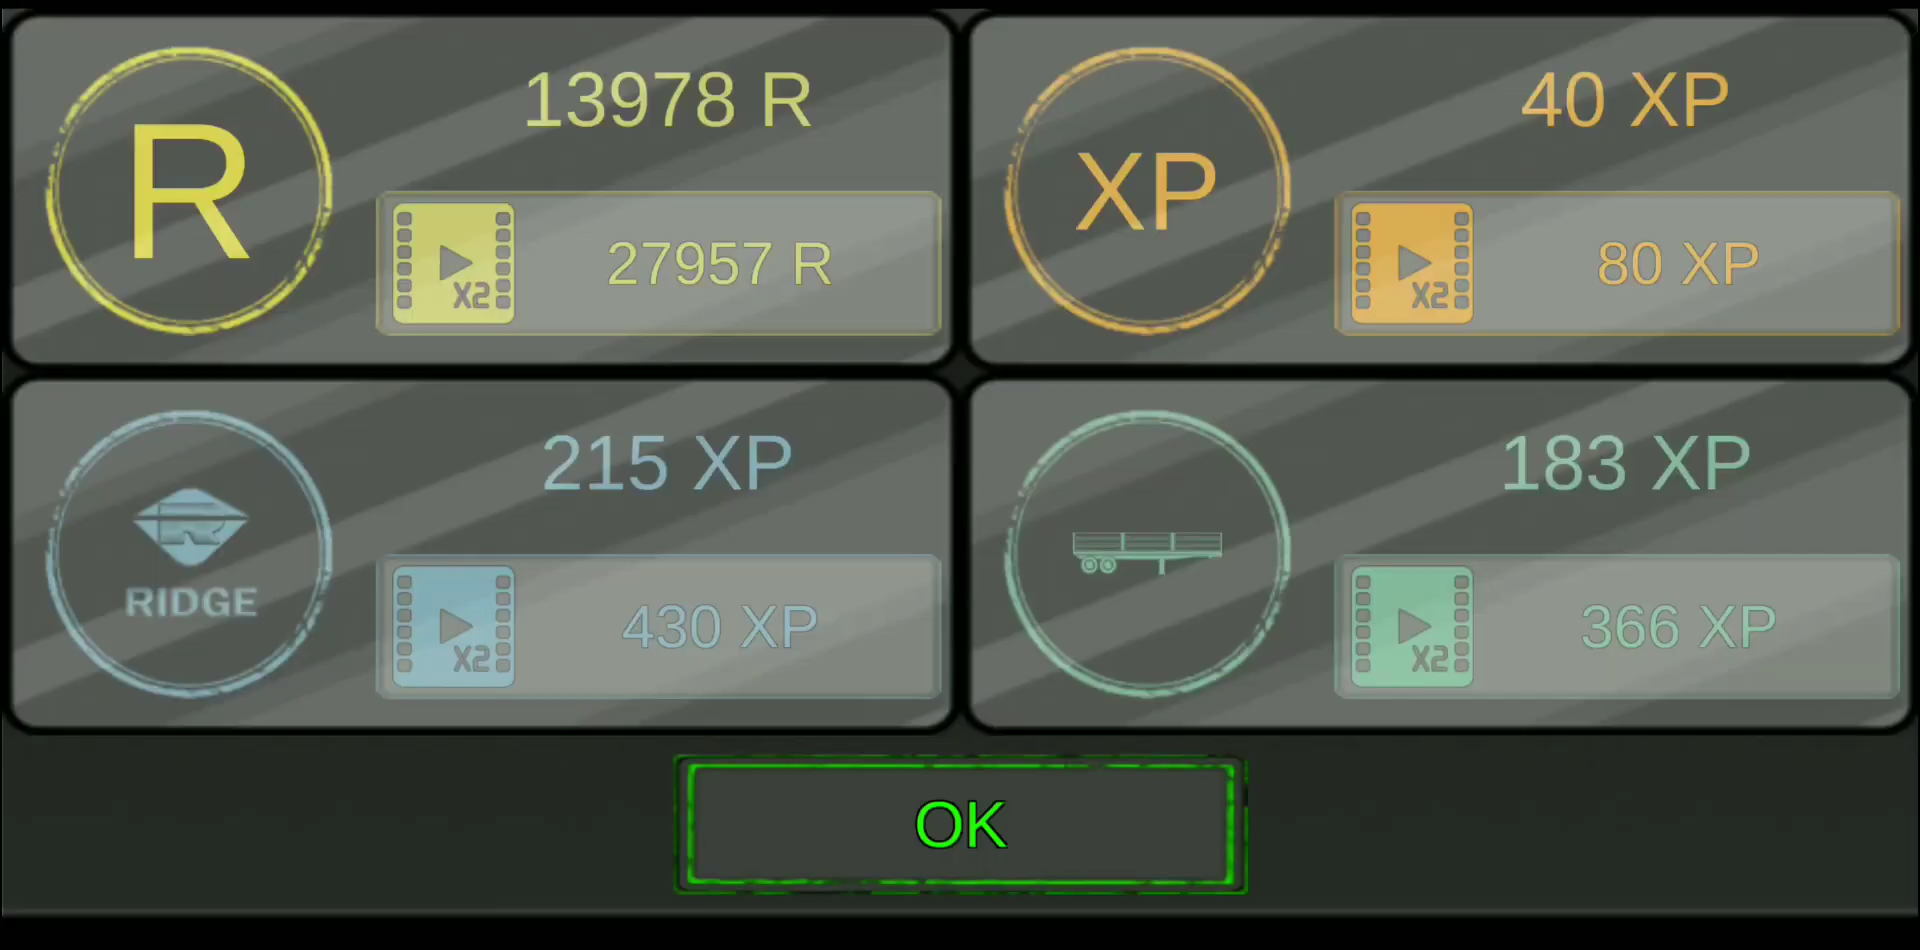 R
13978 R
X2
27957 R
XP
40 XP
X2
80 XP
R
RIDGE
215 XP
X2
430 XP
183 XP
X2
366 XP
OK